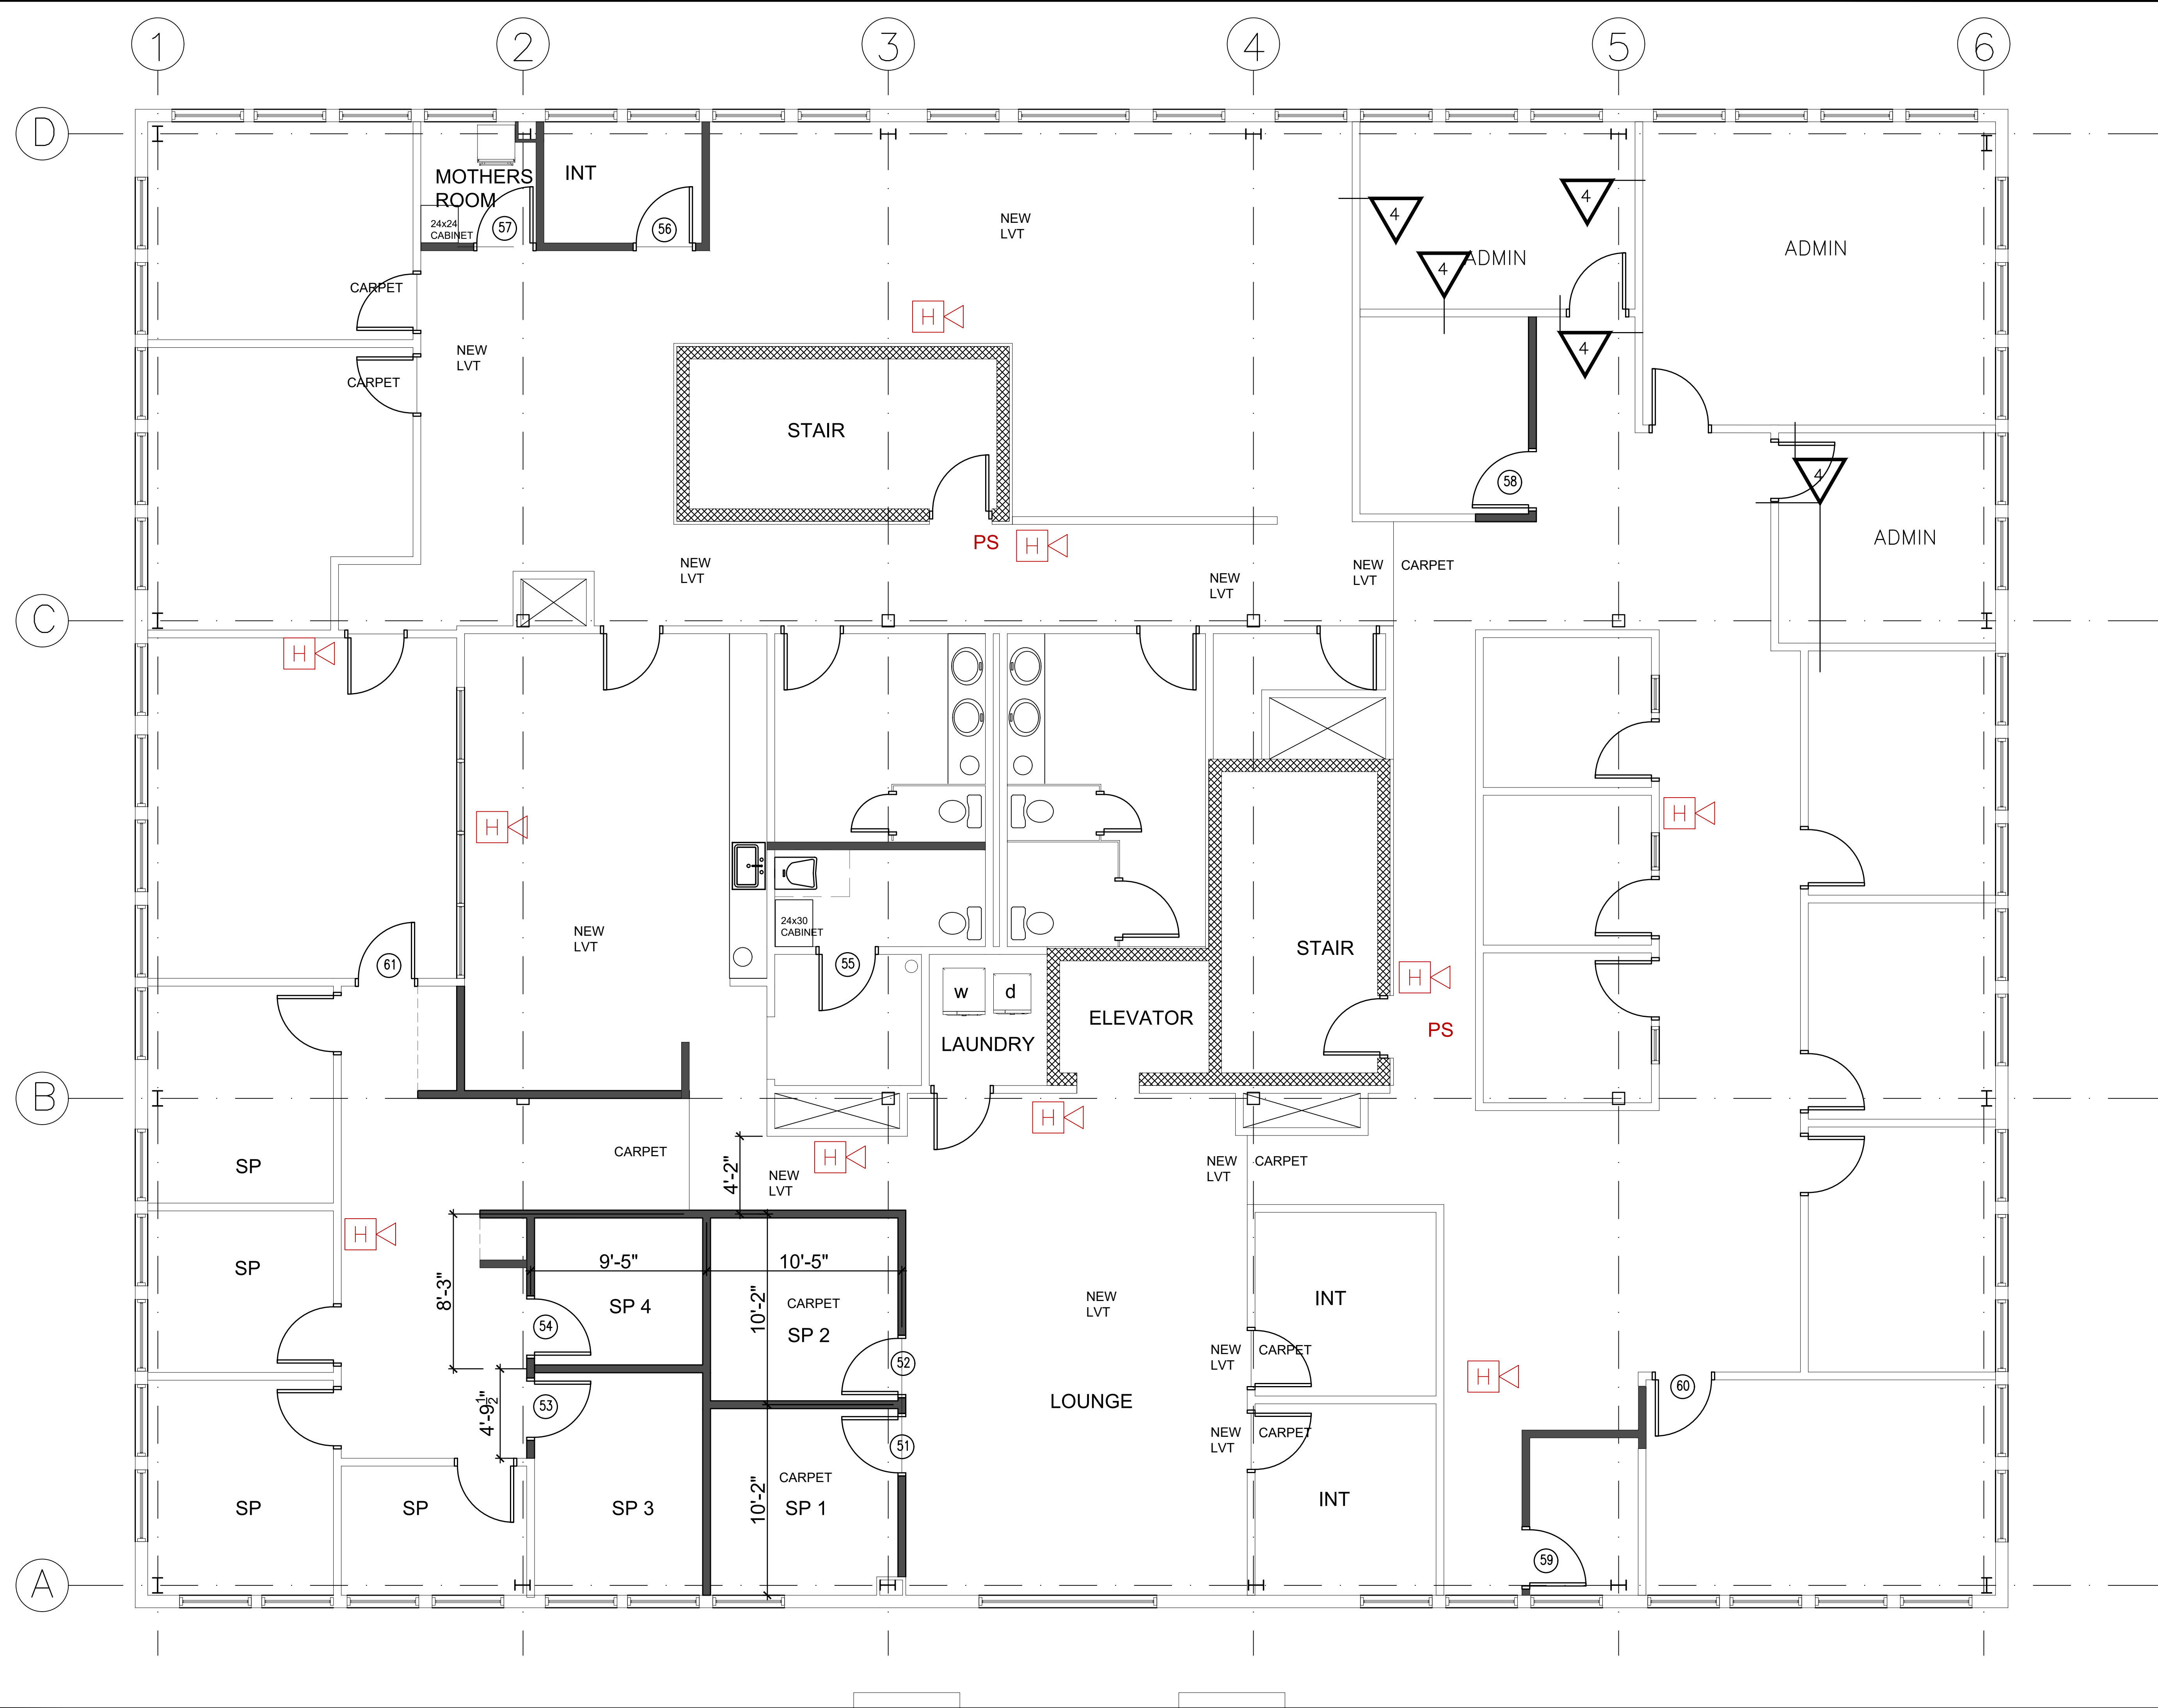 1 2 3 4 5 6
D
MOTHERS
ROOM
INT
24x24
CABINET
57
56
NEW
LVT
4
4
4
ADMIN
ADMIN
CARPET
H
4
NEW
LVT
CARPET
STAIR
58
4
ADMIN
PS
H
NEW
LVT
NEW
LVT
NEW
LVT
CARPET
C
H
H
H
24x30
CABINET
NEW
LVT
STAIR
61
55
H
w
d
ELEVATOR
PS
LAUNDRY
B
H
CARPET
H
4'-2"
NEW
LVT
NEW
LVT
CARPET
SP
H
SP
9'-5"
10'-5"
8'-3"
SP 4
10'-2"
CARPET
SP 2
NEW
LVT
INT
54
52
NEW
LVT
CARPET
H
60
4'-9 1/2"
53
LOUNGE
51
NEW
LVT
CARPET
CARPET
10'-2"
SP
SP
SP 3
SP 1
INT
59
A